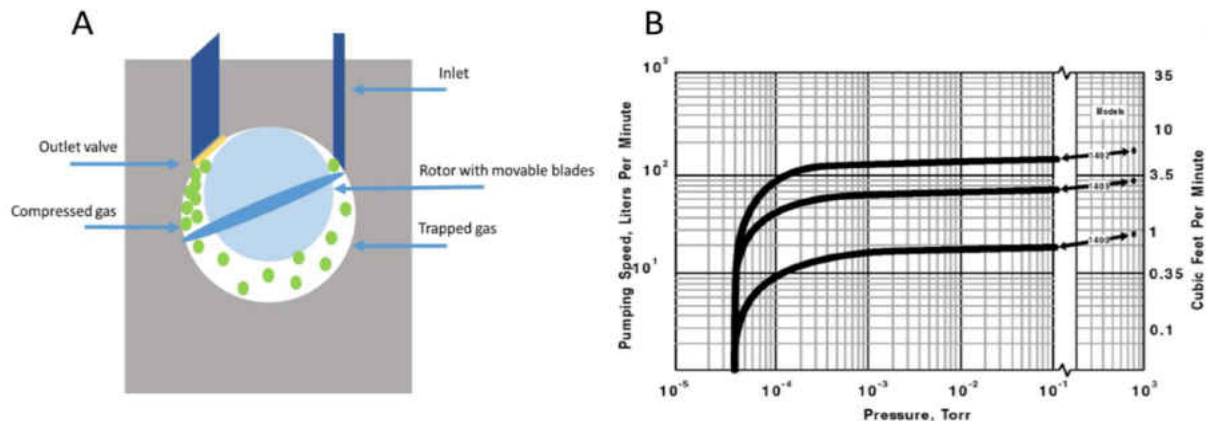 A
Inlet
Outlet valve
Rotor with movable blades
Compressed gas
Trapped gas
B
Pumping Speed, Liters Per Minute
10³
10²
10¹
Models
1402
35
10
3.5
1
0.35
0.1
Cubic Feet Per Minute
10⁻⁵
10⁻⁴
10⁻³
10⁻²
10⁻¹
10³
Pressure, Torr